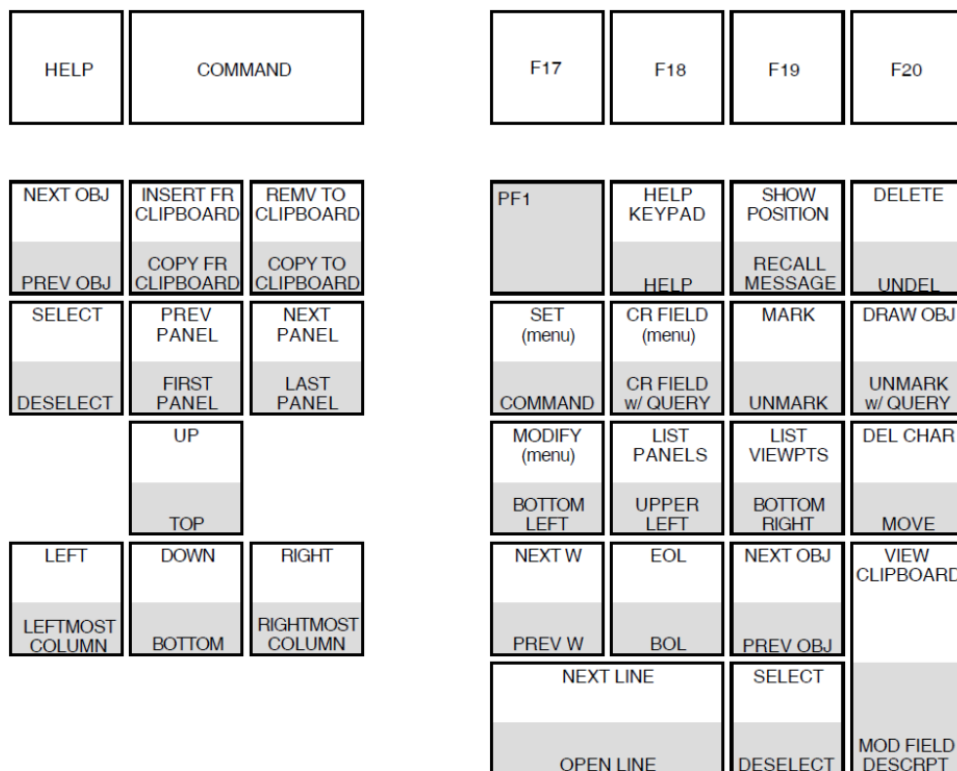 HELP
COMMAND
F17
F18
F19
F20
NEXT OBJ
PREV OBJ
INSERT FR
CLIPBOARD
COPY FR
CLIPBOARD
REMV TO
CLIPBOARD
COPY TO
CLIPBOARD
PF1
HELP
KEYPAD
HELP
SHOW
POSITION
RECALL
MESSAGE
DELETE
UNDEL
SELECT
DESELECT
PREV
PANEL
FIRST
PANEL
NEXT
PANEL
LAST
PANEL
SET
(menu)
COMMAND
CR FIELD
(menu)
CR FIELD
w/ QUERY
MARK
UNMARK
DRAW OBJ
UNMARK
w/ QUERY
UP
TOP
MODIFY
(menu)
BOTTOM
LEFT
LIST
PANELS
UPPER
LEFT
LIST
VIEWPTS
BOTTOM
RIGHT
DEL CHAR
MOVE
LEFT
LEFTMOST
COLUMN
DOWN
BOTTOM
RIGHT
RIGHTMOST
COLUMN
NEXT W
PREV W
EOL
BOL
NEXT OBJ
PREV OBJ
VIEW
CLIPBOARD
MOD FIELD
DESCRPT
NEXT LINE
OPEN LINE
SELECT
DESELECT